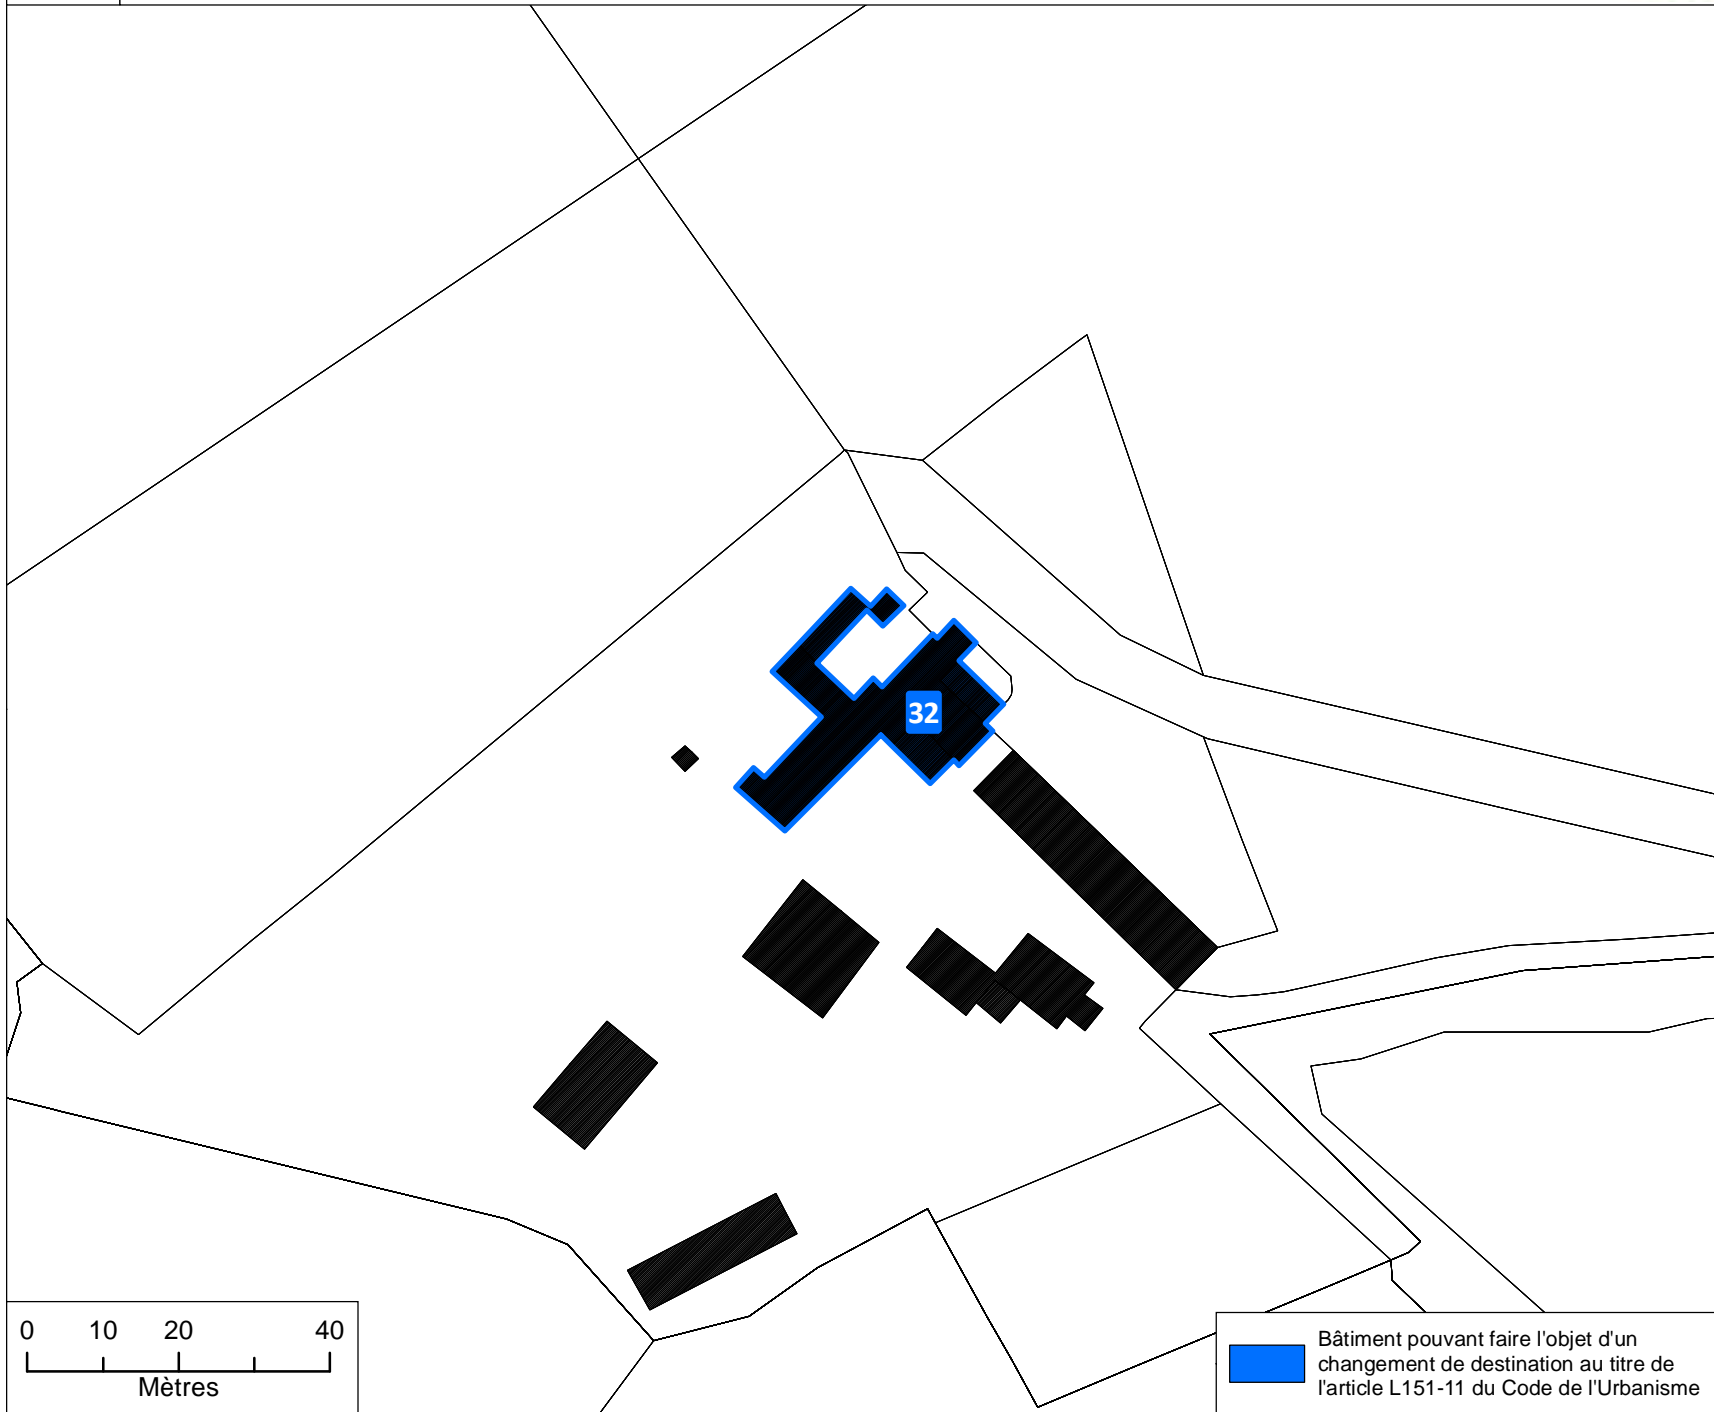 32
0 10 20 40
Mètres
Bâtiment pouvant faire l'objet d'un
changement de destination au titre de
l'article L151-11 du Code de l'Urbanisme